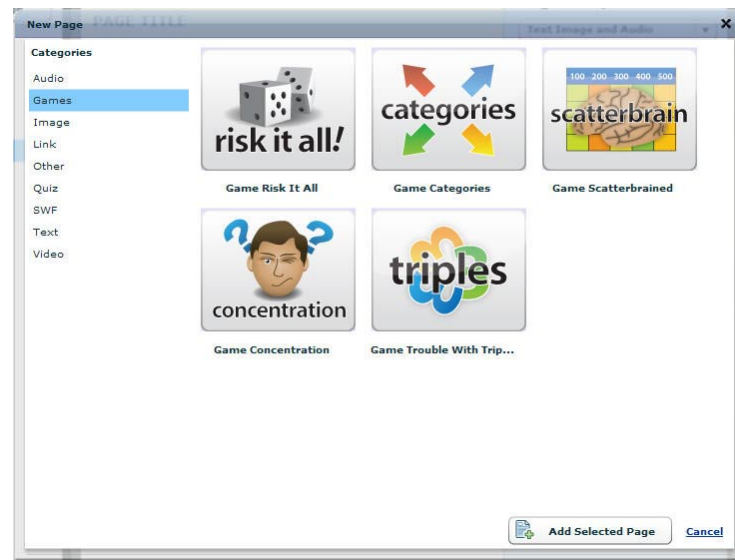 New Page
PAGE TITLE
Text Image and Audio
Categories
Audio
Games
Image
Link
Other
Quiz
SWF
Text
Video
risk it all!
Game Risk It All
categories
Game Categories
100 200 300 400 500
scatterbrain
Game Scatterbrained
concentration
Game Concentration
triples
Game Trouble With Trip...
Add Selected Page
Cancel